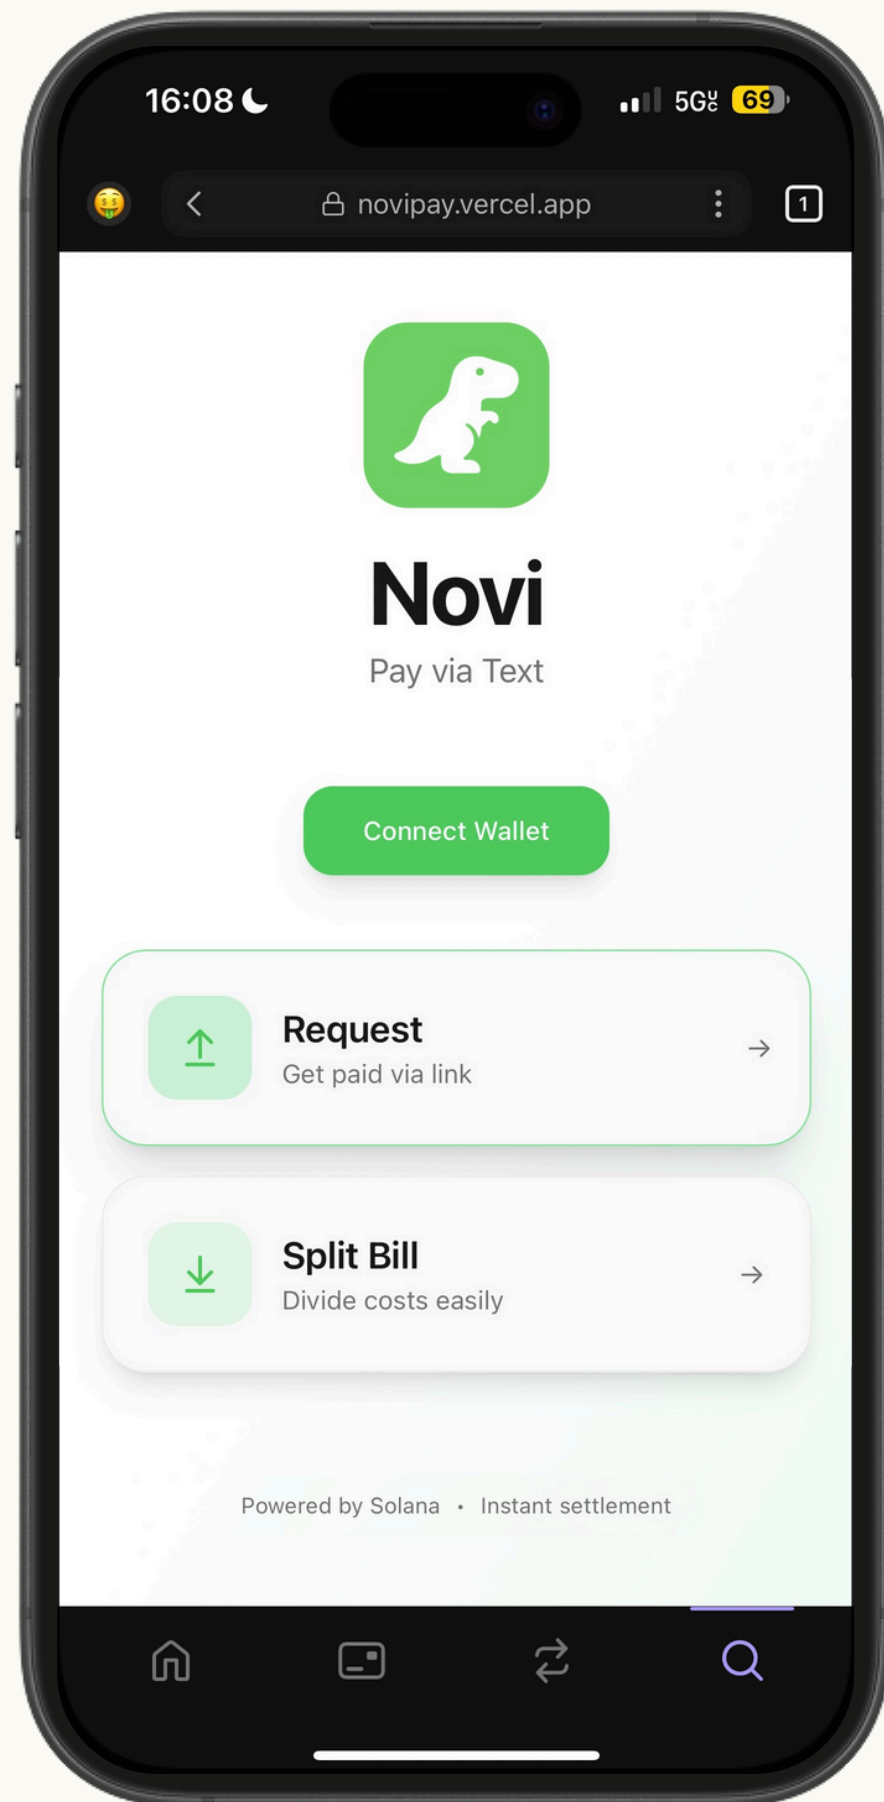 16:08 5G 69
novipay.vercel.app 1
Novi
Pay via Text
Connect Wallet
Request
Get paid via link
Split Bill
Divide costs easily
Powered by Solana • Instant settlement